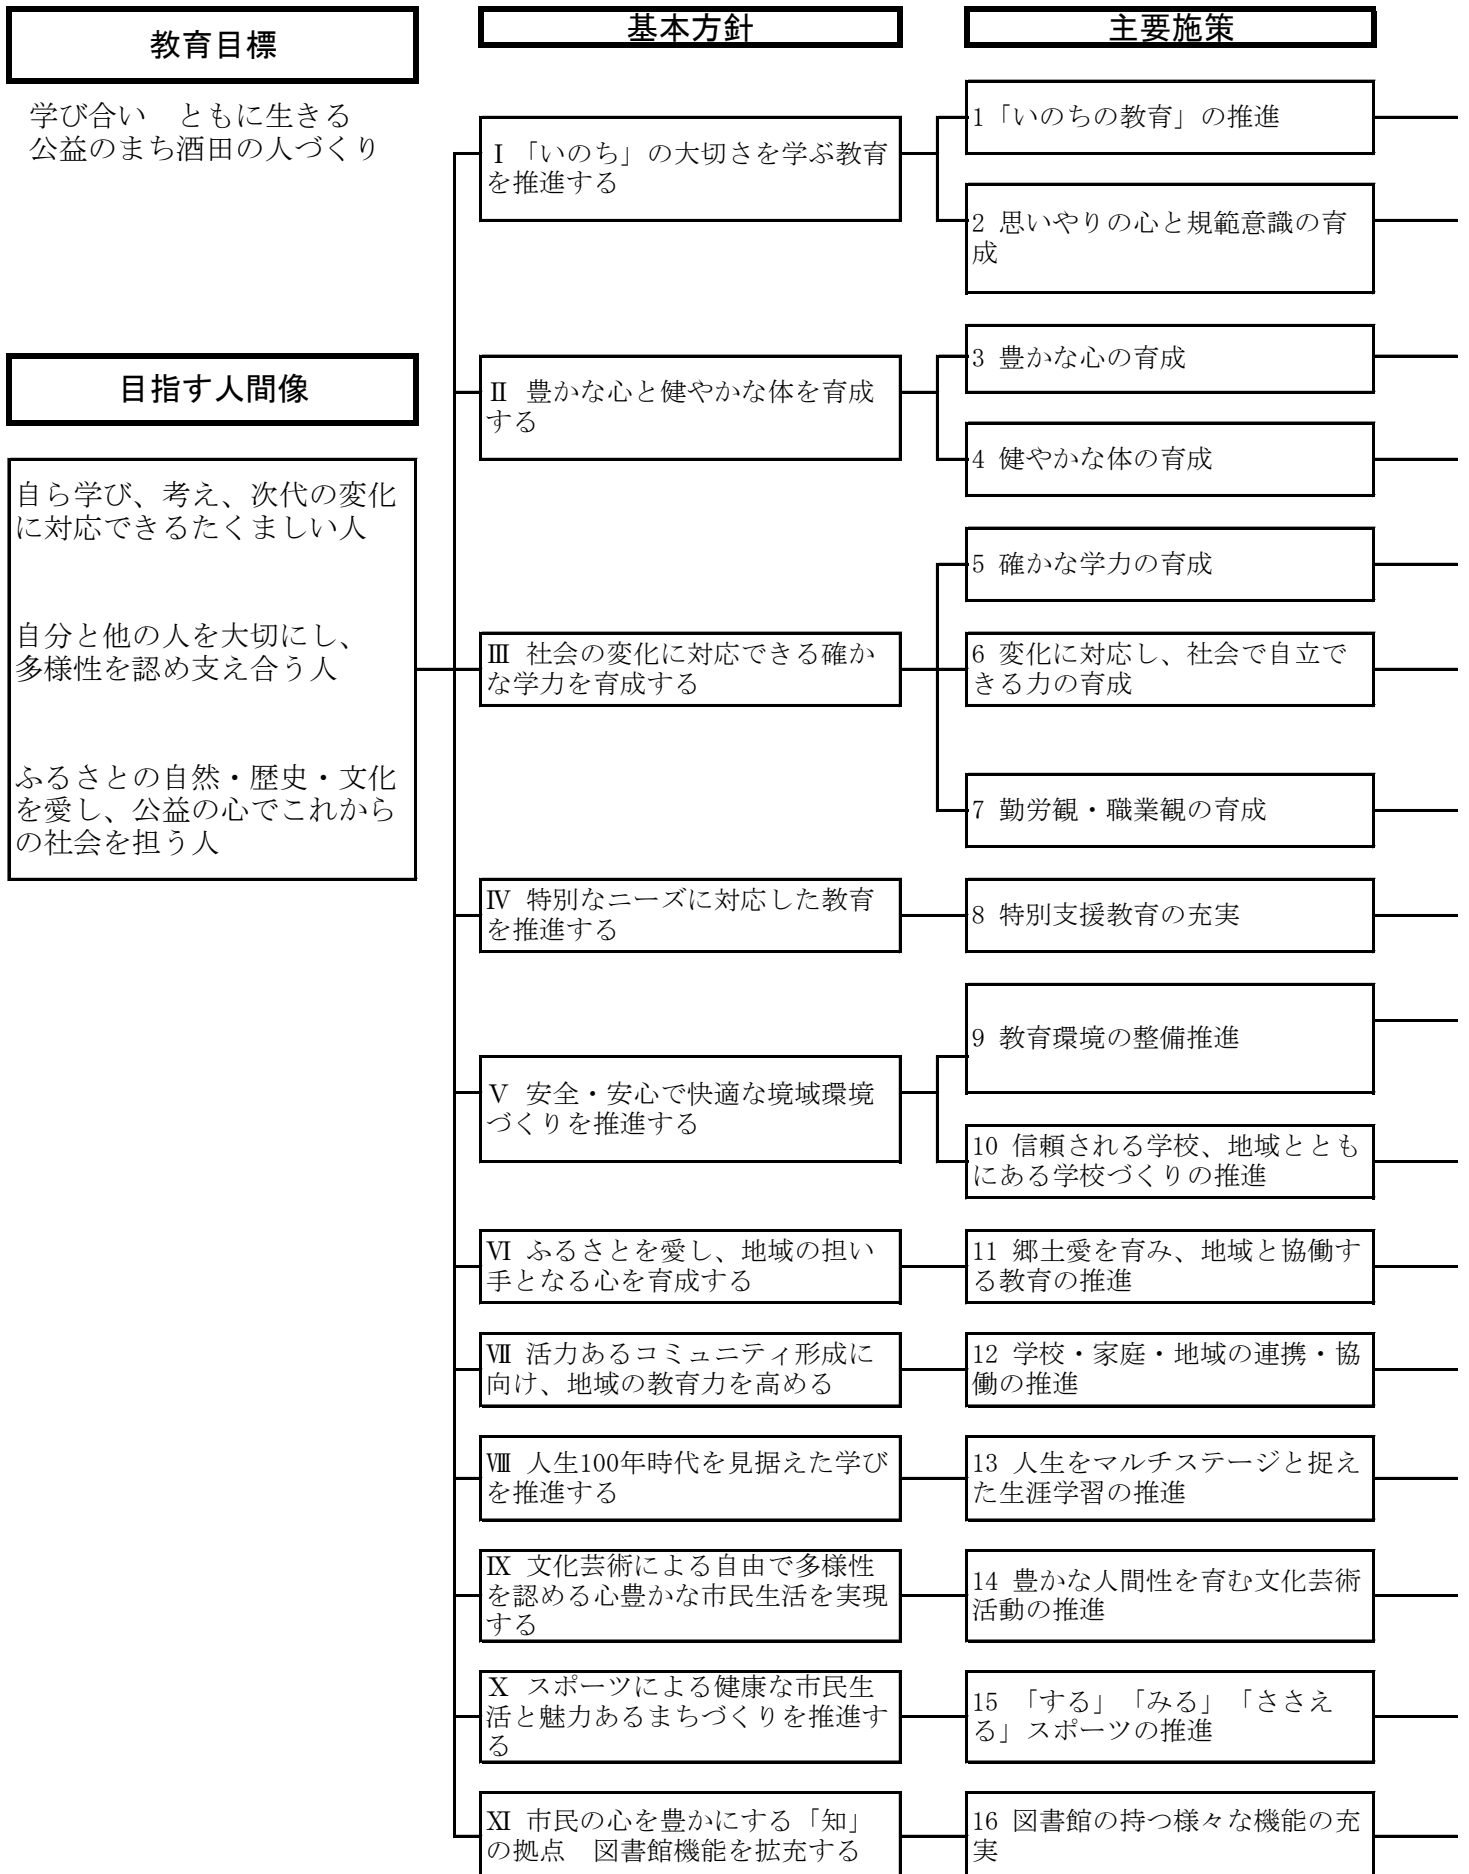 教育目標
学び合い　ともに生きる
公益のまち酒田の人づくり
目指す人間像
自ら学び、考え、次代の変化
に対応できるたくましい人
自分と他の人を大切にし、
多様性を認め支え合う人
ふるさとの自然・歴史・文化
を愛し、公益の心でこれから
の社会を担う人
基本方針
Ⅰ 「いのち」の大切さを学ぶ教育
を推進する
Ⅱ 豊かな心と健やかな体を育成
する
Ⅲ 社会の変化に対応できる確か
な学力を育成する
Ⅳ 特別なニーズに対応した教育
を推進する
Ⅴ 安全・安心で快適な境域環境
づくりを推進する
Ⅵ ふるさとを愛し、地域の担い
手となる心を育成する
Ⅶ 活力あるコミュニティ形成に
向け、地域の教育力を高める
Ⅷ 人生100年時代を見据えた学び
を推進する
Ⅸ 文化芸術による自由で多様性
を認める心豊かな市民生活を実現
する
Ⅹ スポーツによる健康な市民生
活と魅力あるまちづくりを推進す
る
Ⅺ 市民の心を豊かにする「知」
の拠点　図書館機能を拡充する
主要施策
1「いのちの教育」の推進
2 思いやりの心と規範意識の育
成
3 豊かな心の育成
4 健やかな体の育成
5 確かな学力の育成
6 変化に対応し、社会で自立で
きる力の育成
7 勤労観・職業観の育成
8 特別支援教育の充実
9 教育環境の整備推進
10 信頼される学校、地域ととも
にある学校づくりの推進
11 郷土愛を育み、地域と協働す
る教育の推進
12 学校・家庭・地域の連携・協
働の推進
13 人生をマルチステージと捉え
た生涯学習の推進
14 豊かな人間性を育む文化芸術
活動の推進
15 「する」「みる」「ささえ
る」スポーツの推進
16 図書館の持つ様々な機能の充
実